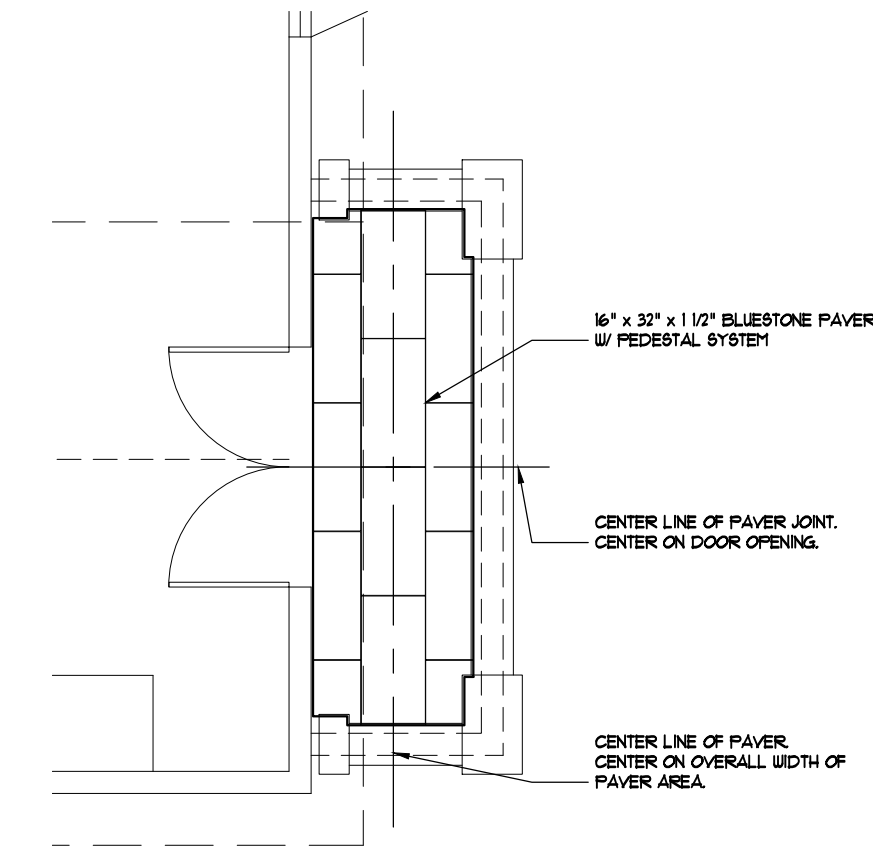 16" x 32" x 1 1/2" BLUESTONE PAVER
W/ PEDESTAL SYSTEM
CENTER LINE OF PAVER JOINT.
CENTER ON DOOR OPENING.
CENTER LINE OF PAVER.
CENTER ON OVERALL WIDTH OF
PAVER AREA.